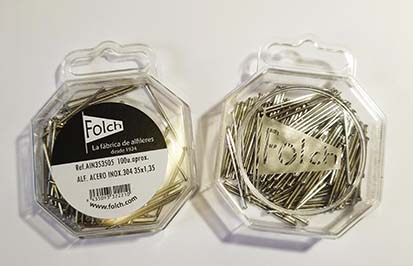 Folch
La fábrica de alfileres
desde 1924
Ref.AIN353505 100u.aprox.
ALF. ACERO INOX.304 35x1,35
www.folch.com
Folch